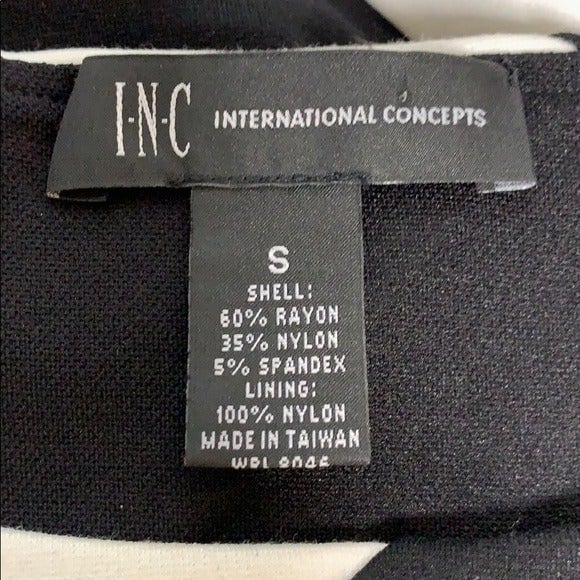 I·N·C INTERNATIONAL CONCEPTS
S
SHELL:
60% RAYON
35% NYLON
5% SPANDEX
LINING:
100% NYLON
MADE IN TAIWAN